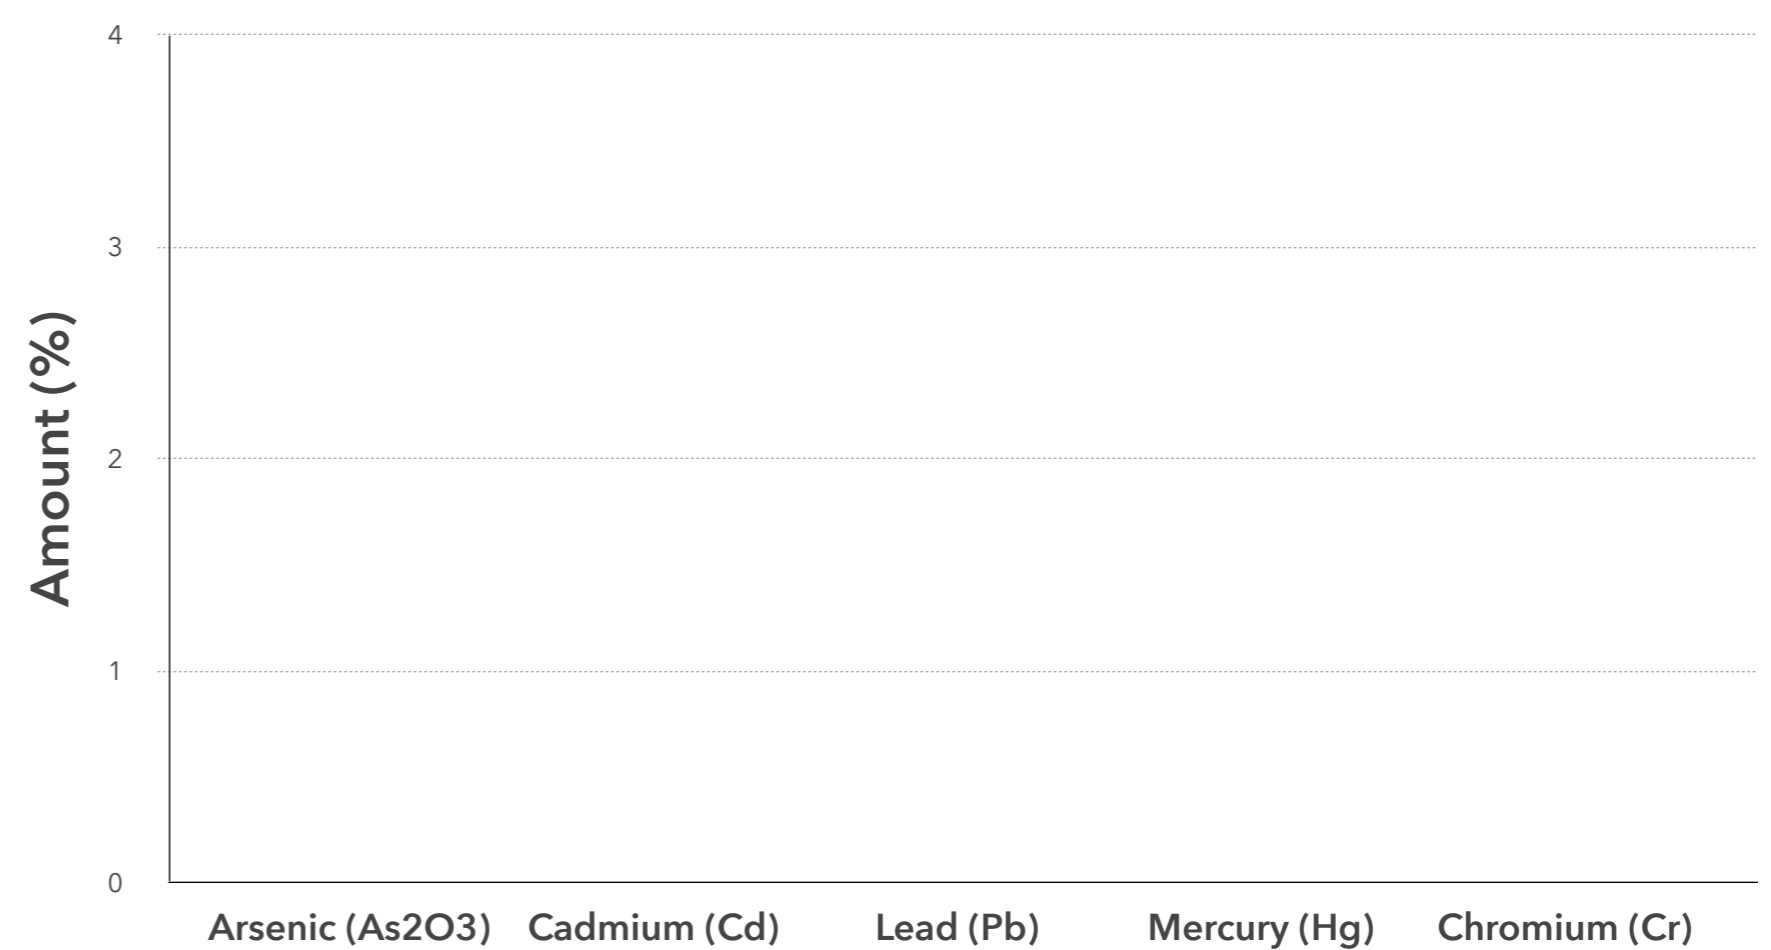 4
3
2
1
0
Amount (%)
Arsenic (As2O3) Cadmium (Cd) Lead (Pb) Mercury (Hg) Chromium (Cr)